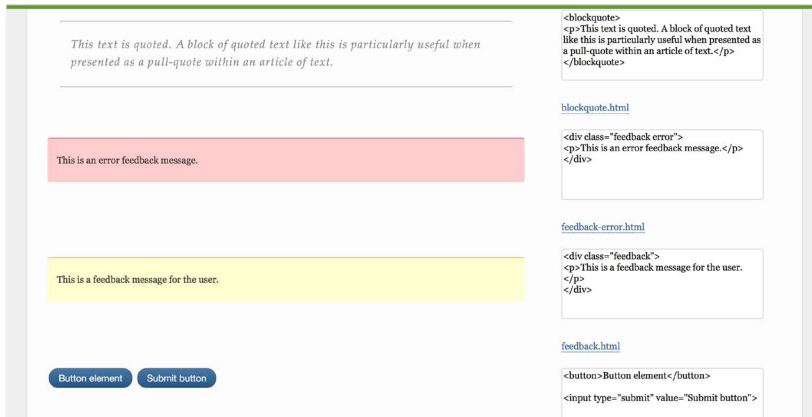 This text is quoted. A block of quoted text like this is particularly useful when
presented as a pull-quote within an article of text.
<blockquote>
<p>This text is quoted. A block of quoted text
like this is particularly useful when presented as
a pull-quote within an article of text.</p>
</blockquote>
blockquote.html
This is an error feedback message.
<div class="feedback error">
<p>This is an error feedback message.</p>
</div>
feedback-error.html
This is a feedback message for the user.
<div class="feedback">
<p>This is a feedback message for the user.
</p>
</div>
feedback.html
Button element
Submit button
<button>Button element</button>
<input type="submit" value="Submit button">